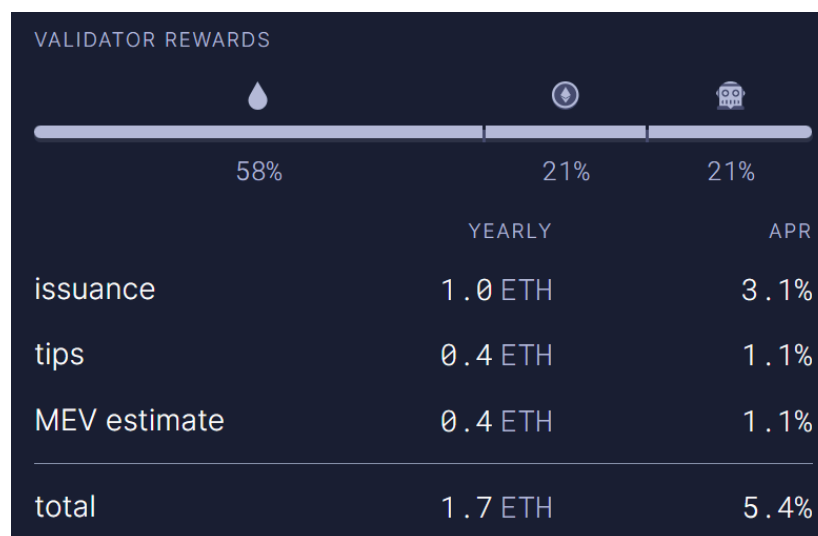 VALIDATOR REWARDS
58% 21% 21%
YEARLY APR
issuance 1.0 ETH 3.1%
tips 0.4 ETH 1.1%
MEV estimate 0.4 ETH 1.1%
total 1.7 ETH 5.4%